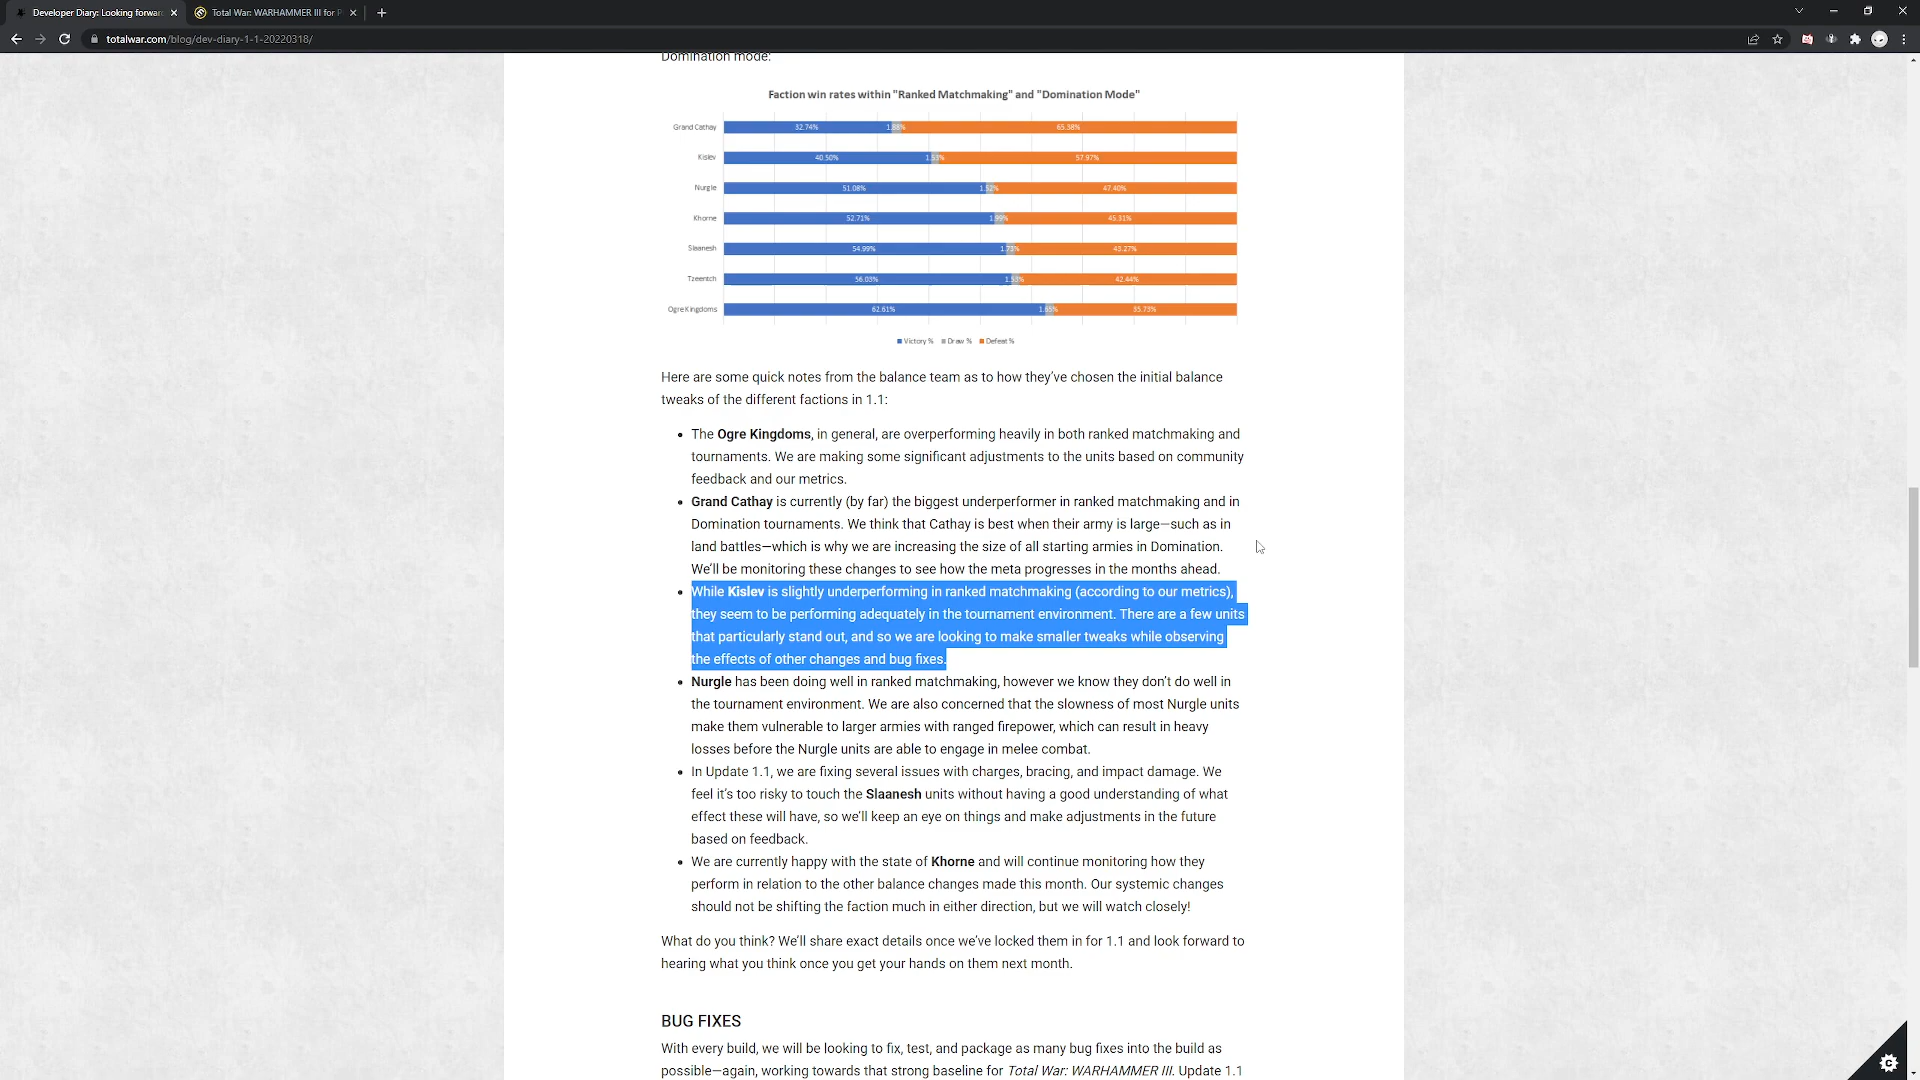 Developer Diary: Looking forwar
Total War: WARHAMMER III for P
totalwar.com/blog/dev-diary-1-1-20220318/
Domination mode:
Faction win rates within "Ranked Matchmaking" and "Domination Mode"
Grand Cathay 32.74% 1.88% 65.38%
Kislev 40.50% 1.53% 57.97%
Nurgle 51.08% 1.52% 47.40%
Khorne 52.71% 1.99% 45.31%
Slaanesh 54.99% 1.73% 43.27%
Tzeentch 56.03% 1.53% 42.44%
Ogre Kingdoms 62.61% 1.65% 35.73%
Victory % Draw % Defeat %
Here are some quick notes from the balance team as to how they've chosen the initial balance
tweaks of the different factions in 1.1:
The Ogre Kingdoms, in general, are overperforming heavily in both ranked matchmaking and
tournaments. We are making some significant adjustments to the units based on community
feedback and our metrics.
Grand Cathay is currently (by far) the biggest underperformer in ranked matchmaking and in
Domination tournaments. We think that Cathay is best when their army is large—such as in
land battles—which is why we are increasing the size of all starting armies in Domination.
We'll be monitoring these changes to see how the meta progresses in the months ahead.
While Kislev is slightly underperforming in ranked matchmaking (according to our metrics),
they seem to be performing adequately in the tournament environment. There are a few units
that particularly stand out, and so we are looking to make smaller tweaks while observing
the effects of other changes and bug fixes.
Nurgle has been doing well in ranked matchmaking, however we know they don't do well in
the tournament environment. We are also concerned that the slowness of most Nurgle units
make them vulnerable to larger armies with ranged firepower, which can result in heavy
losses before the Nurgle units are able to engage in melee combat.
In Update 1.1, we are fixing several issues with charges, bracing, and impact damage. We
feel it's too risky to touch the Slaanesh units without having a good understanding of what
effect these will have, so we'll keep an eye on things and make adjustments in the future
based on feedback.
We are currently happy with the state of Khorne and will continue monitoring how they
perform in relation to the other balance changes made this month. Our systemic changes
should not be shifting the faction much in either direction, but we will watch closely!
What do you think? We'll share exact details once we've locked them in for 1.1 and look forward to
hearing what you think once you get your hands on them next month.
BUG FIXES
With every build, we will be looking to fix, test, and package as many bug fixes into the build as
possible—again, working towards that strong baseline for Total War: WARHAMMER III. Update 1.1